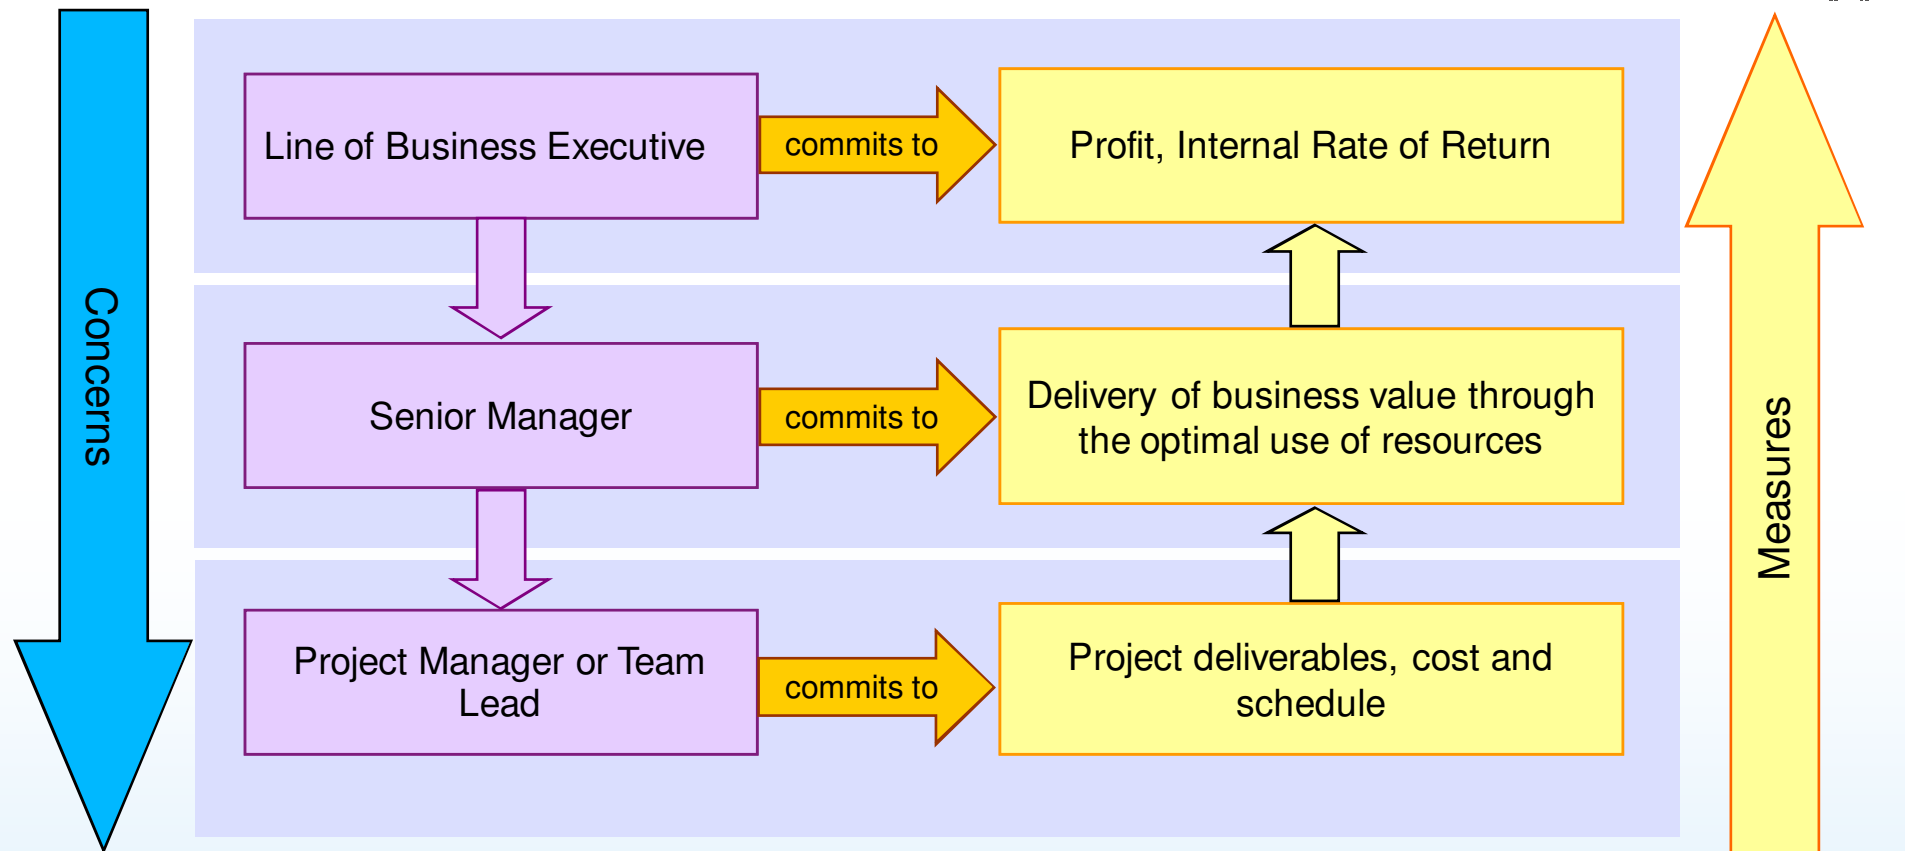 Line of Business Executive
commits to
Profit, Internal Rate of Return
Concerns
Senior Manager
commits to
Delivery of business value through
the optimal use of resources
Measures
Project Manager or Team
Lead
commits to
Project deliverables, cost and
schedule